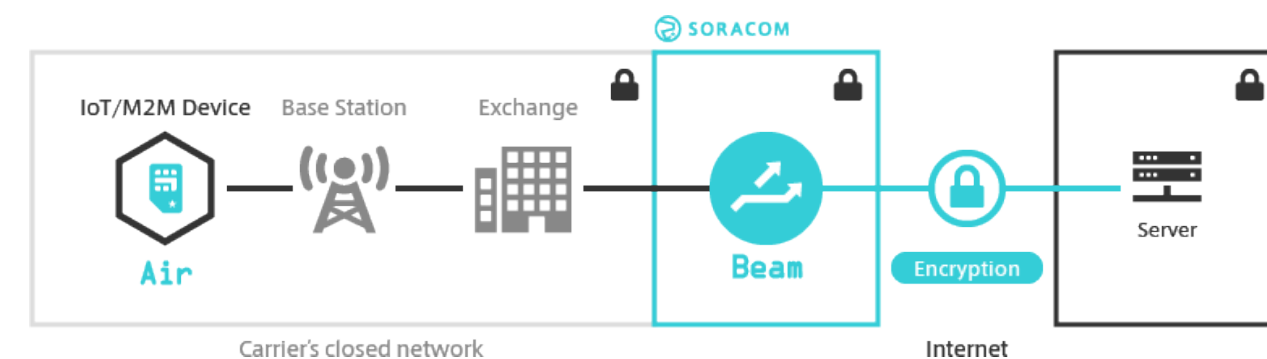 SORACOM
IoT/M2M Device
Base Station
Exchange
Air
Beam
Encryption
Server
Carrier's closed network
Internet